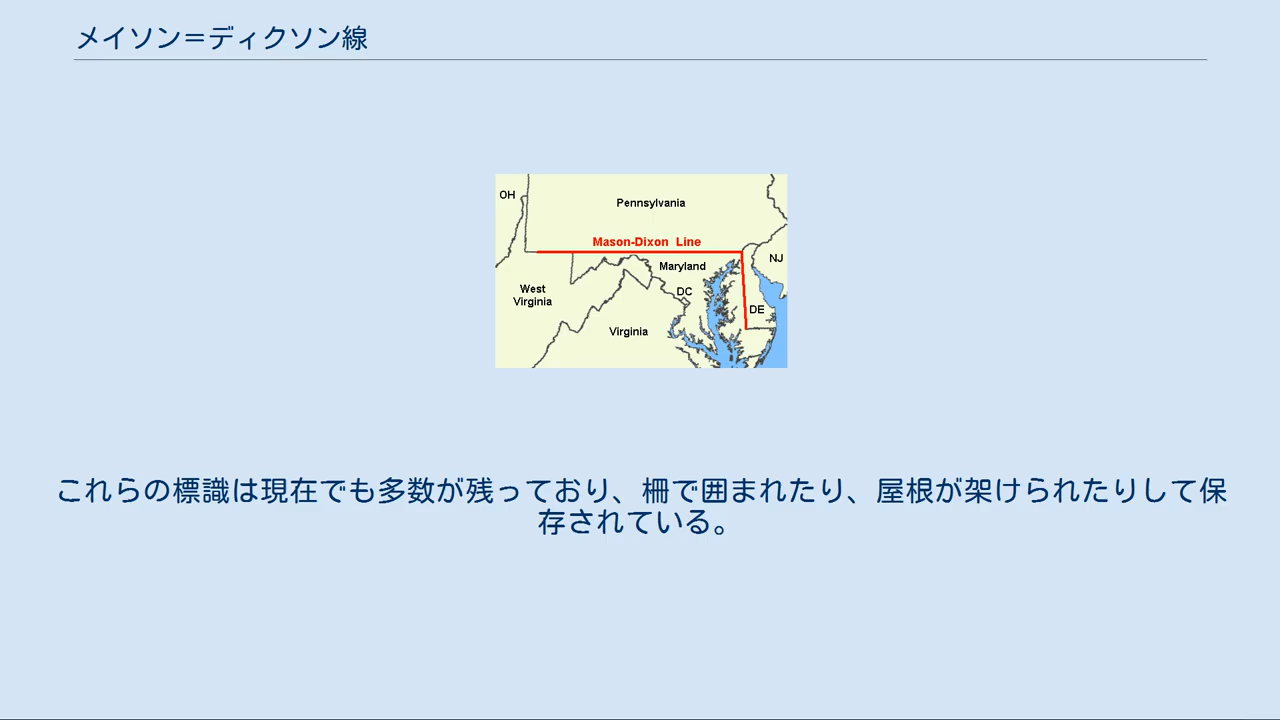 メイソン＝ディクソン線
OH
Pennsylvania
Mason-Dixon Line
Maryland
NJ
West
Virginia
DC
DE
Virginia
これらの標識は現在でも多数が残っており、柵で囲まれたり、屋根が架けられたりして保
存されている。